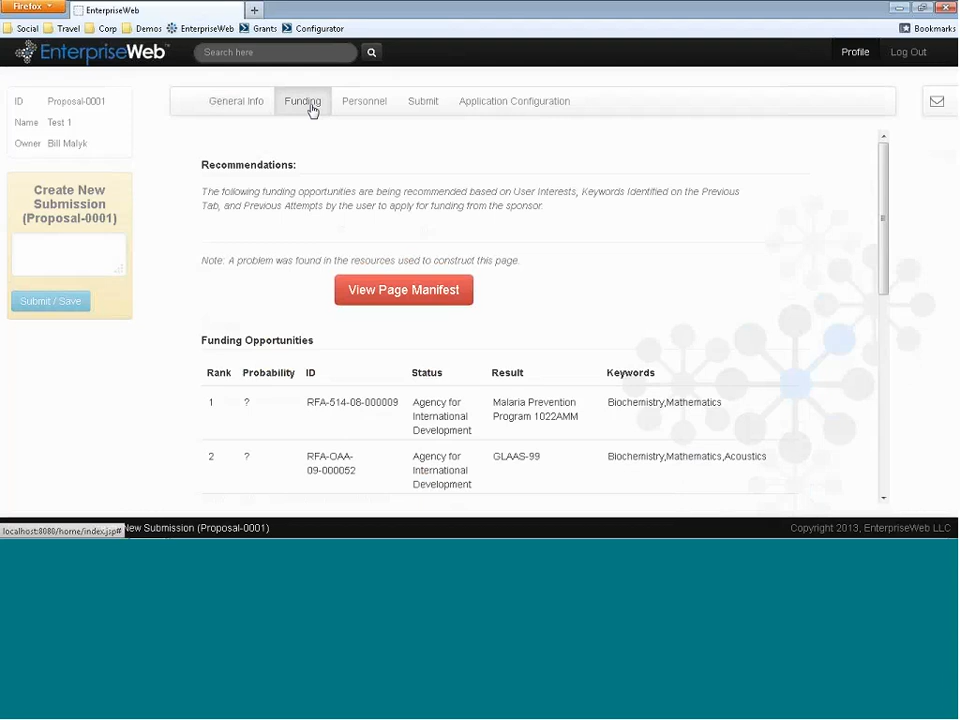 Firefox
EnterpriseWeb
+
Social Travel Corp Demos EnterpriseWeb Grants Configurator Bookmarks
EnterpriseWeb™ Search here Profile Log Out
ID Proposal-0001
Name Test 1
Owner Bill Malyk
General Info Funding Personnel Submit Application Configuration
Create New
Submission
(Proposal-0001)
Submit / Save
Recommendations:
The following funding opportunities are being recommended based on User Interests, Keywords Identified on the Previous
Tab, and Previous Attempts by the user to apply for funding from the sponsor.
Note: A problem was found in the resources used to construct this page.
View Page Manifest
Funding Opportunities
Rank Probability ID Status Result Keywords
1 ? RFA-514-08-000009 Agency for Malaria Prevention Biochemistry,Mathematics
International Program 1022AMM
Development
2 ? RFA-OAA- Agency for GLAAS-99 Biochemistry,Mathematics,Acoustics
09-000052 International
Development
localhost:8080/home/index.jsp# New Submission (Proposal-0001) Copyright 2013, EnterpriseWeb LLC